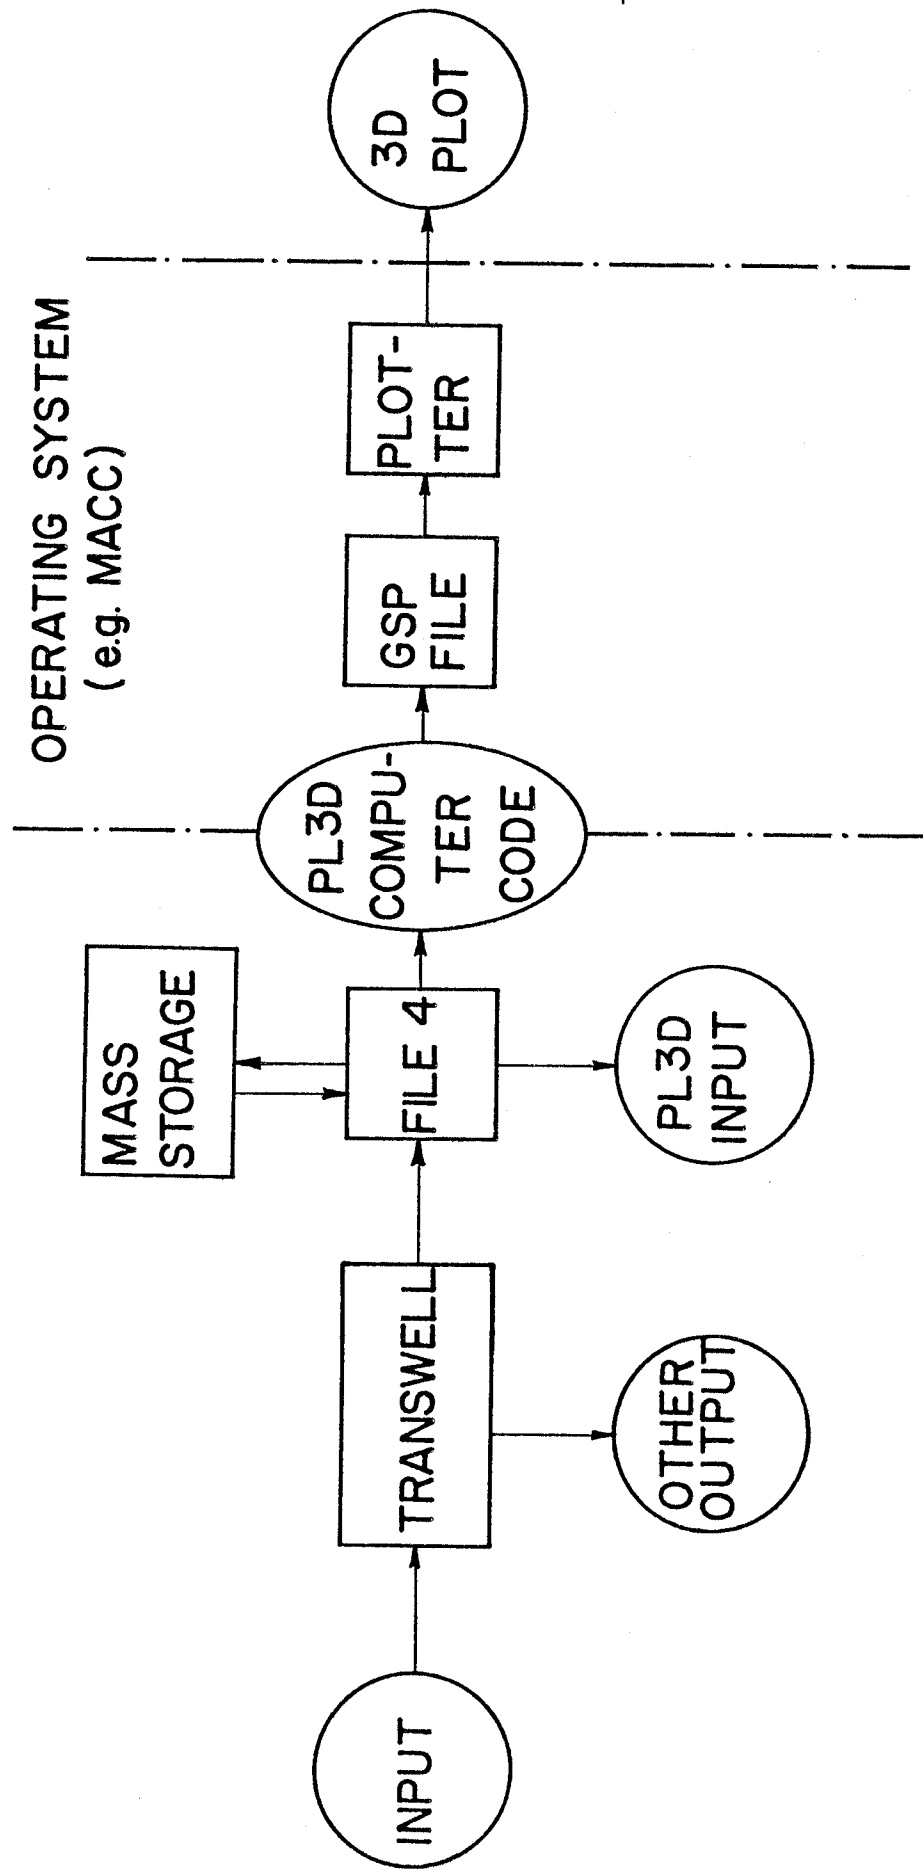 OPERATING SYSTEM
(e.g. MACC)
INPUT
TRANSWELL
OTHER
OUTPUT
MASS
STORAGE
FILE 4
PL3D
INPUT
PL3D
COMPU-
TER
CODE
GSP
FILE
PLOT-
TER
3D
PLOT